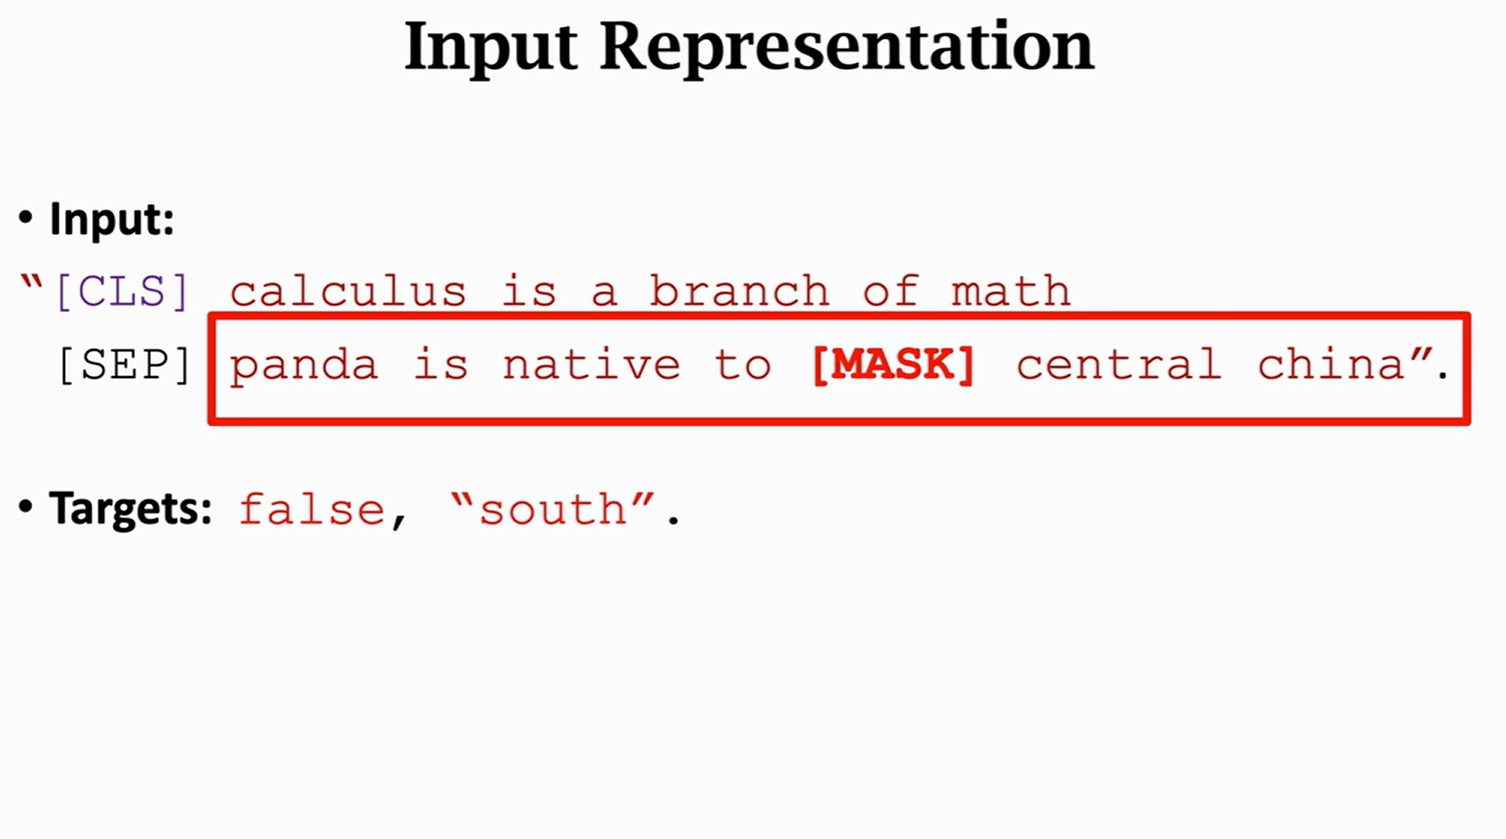 Input Representation
• Input:
“[CLS] calculus is a branch of math
[SEP] panda is native to [MASK] central china”.
• Targets: false, “south”.